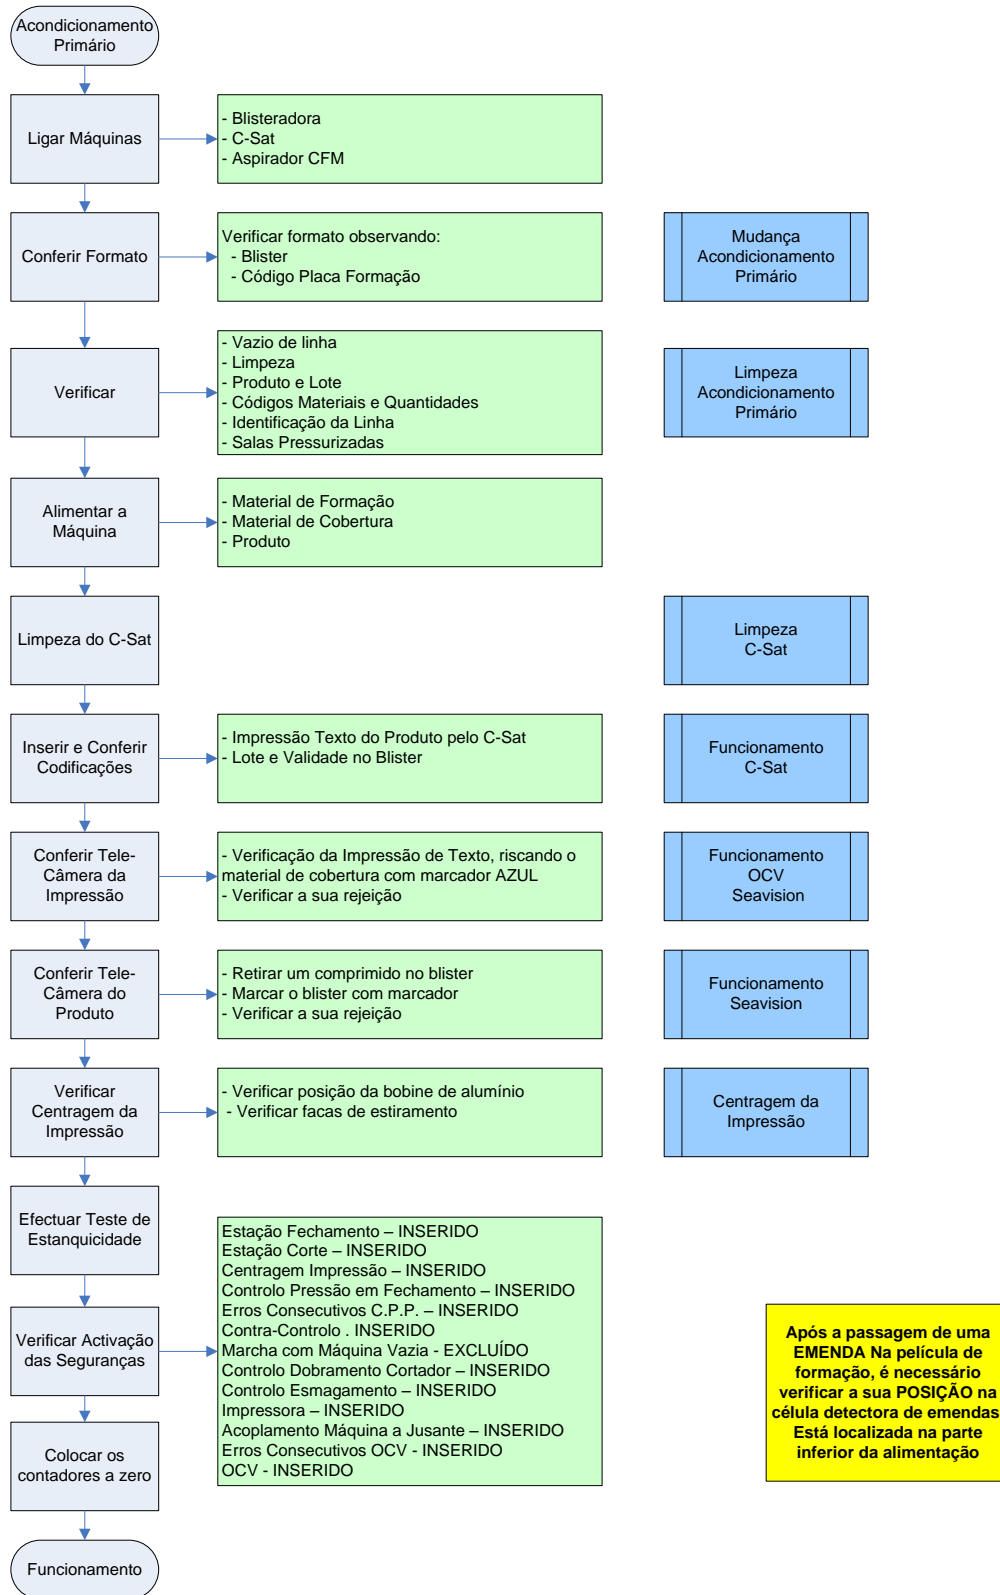 Acondicionamento
Primário
Ligar Máquinas
- Blisteradora
- C-Sat
- Aspirador CFM
Conferir Formato
Verificar formato observando:
- Blister
- Código Placa Formação
Mudança
Acondicionamento
Primário
Verificar
- Vazio de linha
- Limpeza
- Produto e Lote
- Códigos Materiais e Quantidades
- Identificação da Linha
- Salas Pressurizadas
Limpeza
Acondicionamento
Primário
Alimentar a
Máquina
- Material de Formação
- Material de Cobertura
- Produto
Limpeza do C-Sat
Limpeza
C-Sat
Inserir e Conferir
Codificações
- Impressão Texto do Produto pelo C-Sat
- Lote e Validade no Blister
Funcionamento
C-Sat
Conferir Tele-
Câmera da
Impressão
- Verificação da Impressão de Texto, riscando o
material de cobertura com marcador AZUL
- Verificar a sua rejeição
Funcionamento
OCV
Seavision
Conferir Tele-
Câmera do
Produto
- Retirar um comprimido no blister
- Marcar o blister com marcador
- Verificar a sua rejeição
Funcionamento
Seavision
Verificar
Centragem da
Impressão
- Verificar posição da bobine de alumínio
- Verificar facas de estiramento
Centragem da
Impressão
Efectuar Teste de
Estanquicidade
Verificar Activação
das Seguranças
Estação Fechamento – INSERIDO
Estação Corte – INSERIDO
Centragem Impressão – INSERIDO
Controlo Pressão em Fechamento – INSERIDO
Erros Consecutivos C.P.P. – INSERIDO
Contra-Controlo . INSERIDO
Marcha com Máquina Vazia - EXCLUÍDO
Controlo Dobramento Cortador – INSERIDO
Controlo Esmagamento – INSERIDO
Impressora – INSERIDO
Acoplamento Máquina a Jusante – INSERIDO
Erros Consecutivos OCV - INSERIDO
OCV - INSERIDO
Após a passagem de uma
EMENDA Na película de
formação, é necessário
verificar a sua POSIÇÃO na
célula detectora de emendas
Está localizada na parte
inferior da alimentação
Colocar os
contadores a zero
Funcionamento